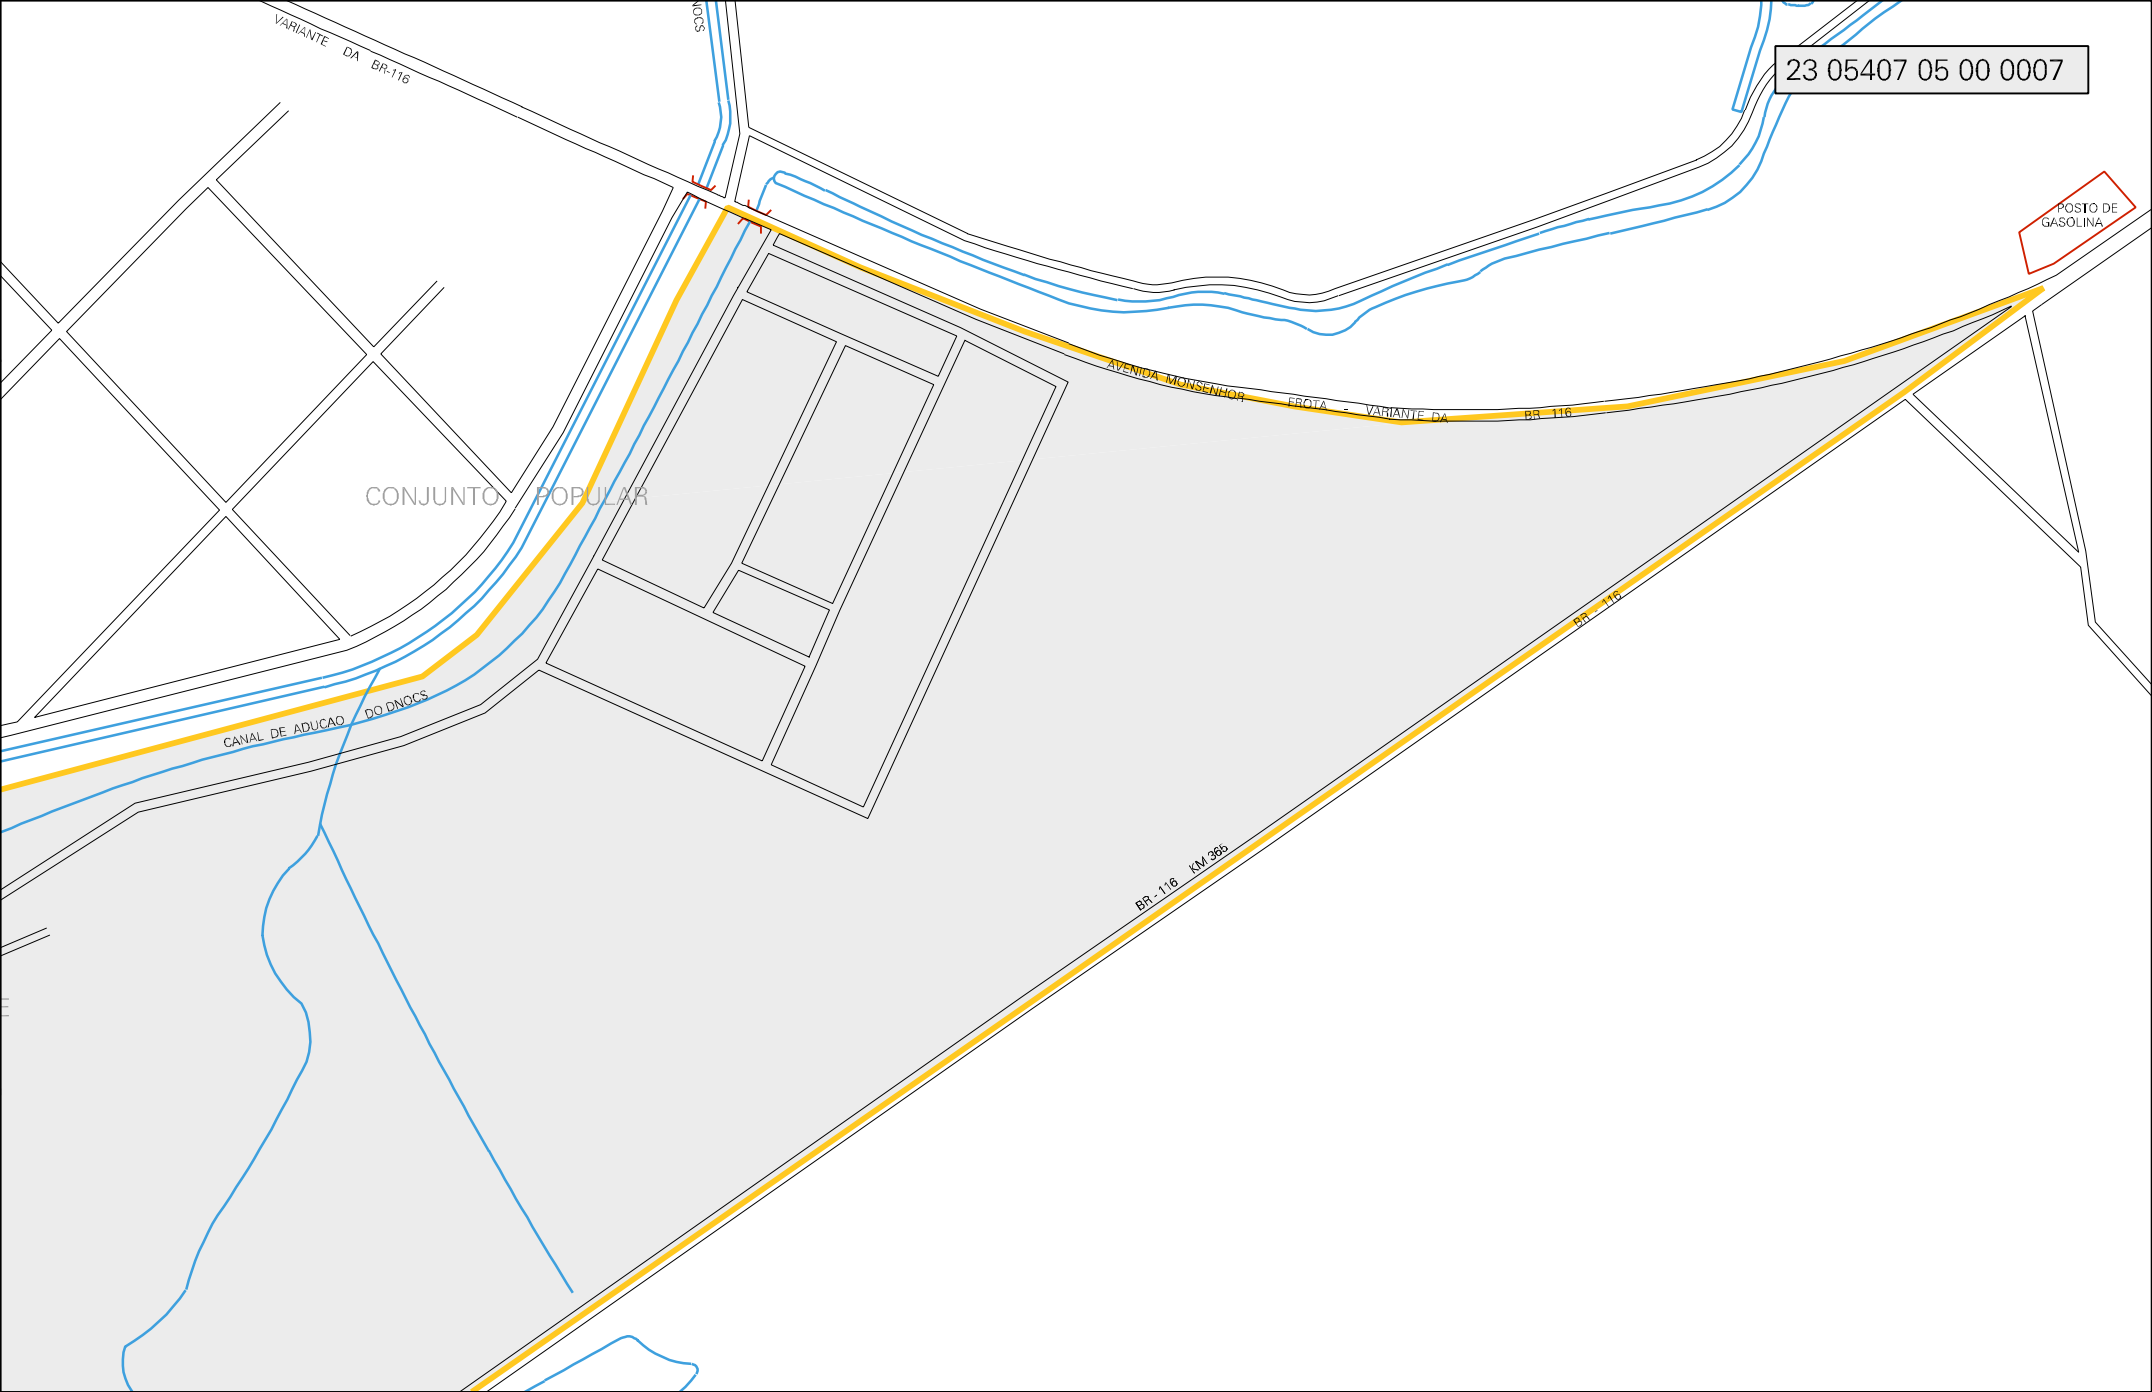 NOCS
VARIANTE DA BR-116
23 05407 05 00 0007
POSTO DE
GASOLINA
AVENIDA MONSENHOR FROTA - VARIANTE DA BR 116
CONJUNTO POPULAR
BR - 116
CANAL DE ADUCAO DO DNOCS
BR - 116 KM 365
E